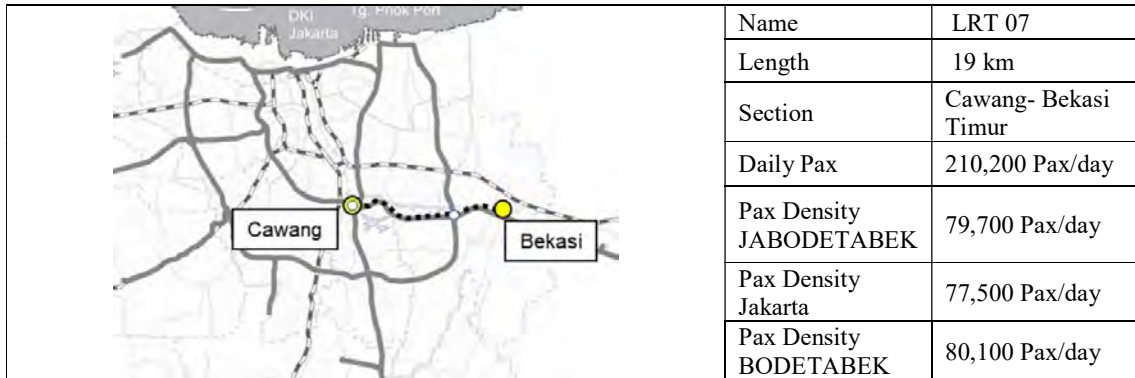 DKI
Jakarta
Tg. Priok Port
Cawang
Bekasi
Name LRT 07
Length 19 km
Section Cawang- Bekasi
Timur
Daily Pax 210,200 Pax/day
Pax Density
JABODETABEK 79,700 Pax/day
Pax Density
Jakarta 77,500 Pax/day
Pax Density
BODETABEK 80,100 Pax/day